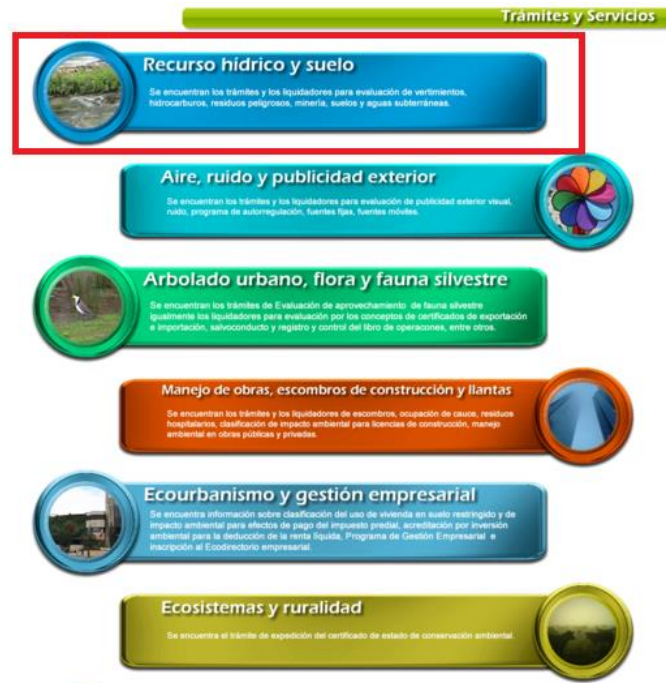 Trámites y Servicios
Recurso hídrico y suelo
Se encuentran los trámites y los liquidadores para evaluación de vertimientos,
hidrocarburos, residuos peligrosos, minería, suelos y aguas subterráneas.
Aire, ruido y publicidad exterior
Se encuentran los trámites y los liquidadores para evaluación de publicidad exterior visual,
ruido, programa de autorregulación, fuentes fijas, fuentes móviles.
Arbolado urbano, flora y fauna silvestre
Se encuentran los trámites de Evaluación de aprovechamiento de fauna silvestre
igualmente los liquidadores para evaluación por los conceptos de certificados de exportación
e importación, salvoconducto y registro y control del libro de operacones, entre otros.
Manejo de obras, escombros de construcción y llantas
Se encuentran los trámites y los liquidadores de escombros, ocupación de cauce, residuos
hospitalarios, clasificación de impacto ambiental para licencias de construcción, manejo
ambiental en obras públicas y privadas.
Ecourbanismo y gestión empresarial
Se encuentra información sobre clasificación del uso de vivienda en suelo restringido y de
impacto ambiental para efectos de pago del impuesto predial, acreditación por inversión
ambiental para la deducción de la renta líquida, Programa de Gestión Empresarial e
inscripción al Ecodirectorio empresarial.
Ecosistemas y ruralidad
Se encuentra el trámite de expedición del certificado de estado de conservación ambiental.